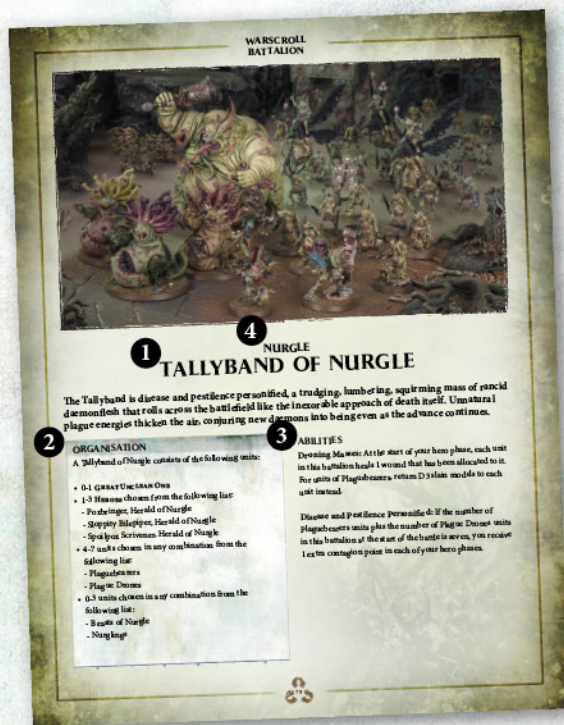 WARSCROLL
BATTALION
4
NURGLE
1
TALLYBAND OF NURGLE
The Tallyband is disease and pestilence personified, a trudging, lumbering, squirming mass of rancid
daemonflesh that rolls across the battlefield like the inexorable approach of death itself. Unnatural
plague energies thicken the air, conjuring new daemons into being even as the advance continues.
2
ORGANISATION
A Tallyband of Nurgle consists of the following units:
• 0-1 GREAT UNCLEAN ONE
• 1-3 HEROES chosen from the following list:
- Poxbringer, Herald of Nurgle
- Sloppity Bilepiper, Herald of Nurgle
- Spoilpox Scrivener, Herald of Nurgle
• 4-7 units chosen in any combination from the
following list:
- Plaguebearers
- Plague Drones
• 0-3 units chosen in any combination from the
following list:
- Beasts of Nurgle
- Nurglings
3
ABILITIES
Droning Masses: At the start of your hero phase, each unit
in this battalion heals 1 wound that has been allocated to it.
For units of Plaguebearers return D3 slain models to each
unit instead.
Disease and Pestilence Personified: If the number of
Plaguebearers units plus the number of Plague Drones units
in this battalion at the start of the battle is seven, you receive
1 extra contagion point in each of your hero phases.